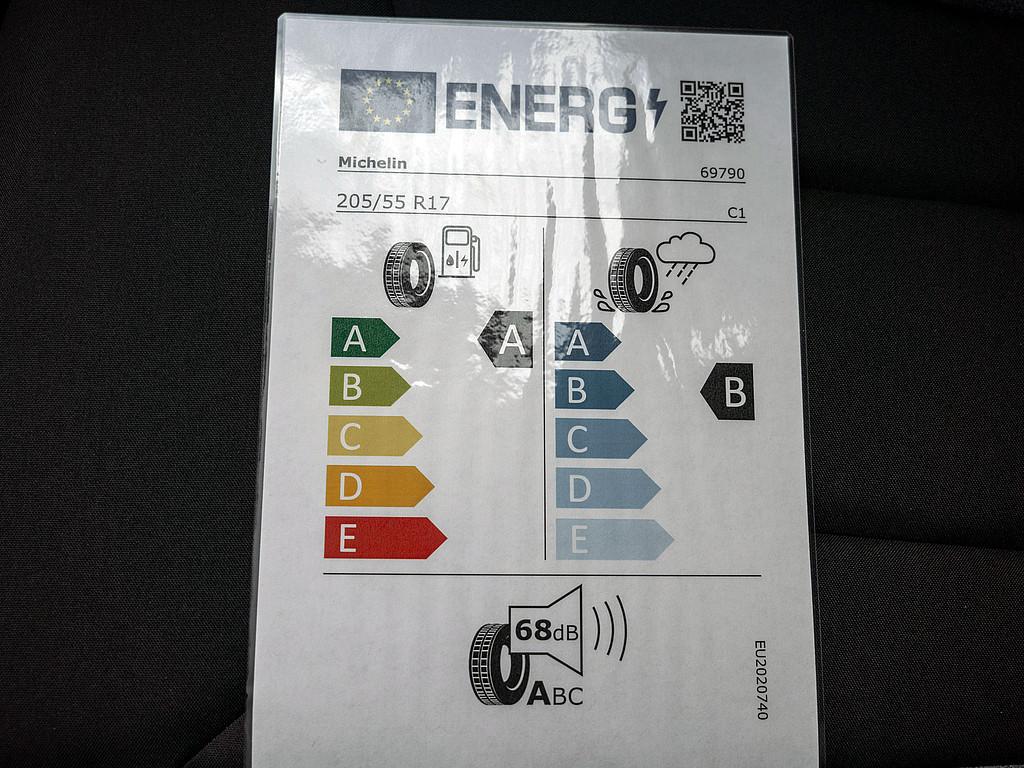 ENERG
Michelin
69790
205/55 R17
C1
A
B
C
D
E
A
A
B
C
D
E
B
68dB
ABC
EU2020740